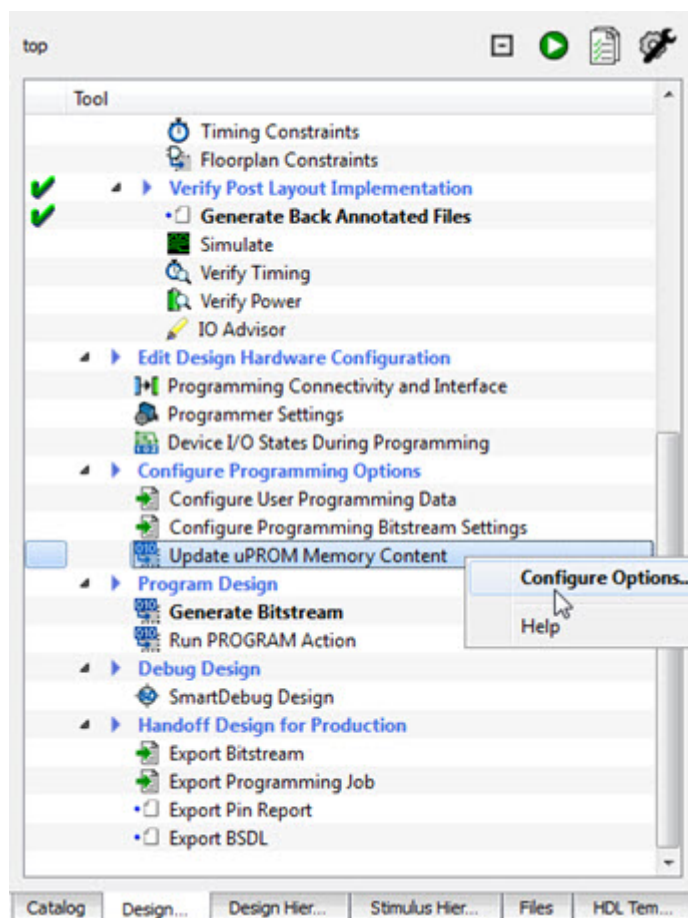 top
Tool
Timing Constraints
Floorplan Constraints
Verify Post Layout Implementation
Generate Back Annotated Files
Simulate
Verify Timing
Verify Power
IO Advisor
Edit Design Hardware Configuration
Programming Connectivity and Interface
Programmer Settings
Device I/O States During Programming
Configure Programming Options
Configure User Programming Data
Configure Programming Bitstream Settings
Update uPROM Memory Content
Configure Options...
Program Design
Generate Bitstream
Help
Run PROGRAM Action
Debug Design
SmartDebug Design
Handoff Design for Production
Export Bitstream
Export Programming Job
Export Pin Report
Export BSDL
Catalog Design... Design Hier... Stimulus Hier... Files HDL Tem...